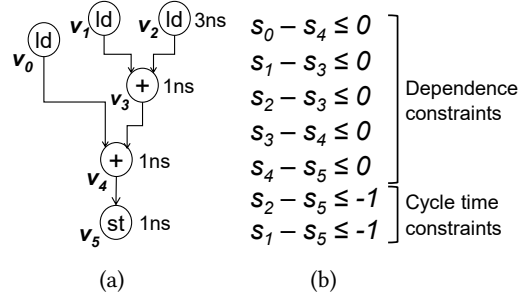 ld
v₀
v₁
ld
v₂
ld
3ns
+
v₃
1ns
+
v₄
1ns
st
v₅
1ns
(a)
s₀ – s₄ ≤ 0
s₁ – s₃ ≤ 0
s₂ – s₃ ≤ 0
s₃ – s₄ ≤ 0
s₄ – s₅ ≤ 0
Dependence
constraints
s₂ – s₅ ≤ -1
s₁ – s₅ ≤ -1
Cycle time
constraints
(b)